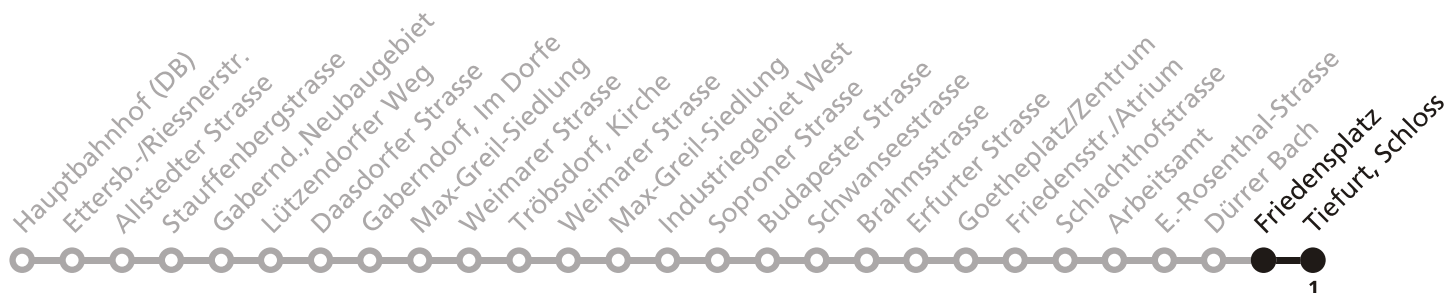 Hauptbahnhof (DB)
Ettersb.-/Riessnerstr.
Allstedter Strasse
Stauffenbergstrasse
Gabernd.,Neubaugebiet
Lützendorfer Weg
Daasdorfer Strasse
Gaberndorf, Im Dorfe
Max-Greil-Siedlung
Weimarer Strasse
Tröbsdorf, Kirche
Weimarer Strasse
Max-Greil-Siedlung
Industriegebiet West
Soproner Strasse
Budapester Strasse
Schwanseestrasse
Brahmsstrasse
Erfurter Strasse
Goetheplatz/Zentrum
Friedensstr./Atrium
Schlachthofstrasse
Arbeitsamt
E.-Rosenthal-Strasse
Dürrer Bach
Friedensplatz
Tiefurt, Schloss
1